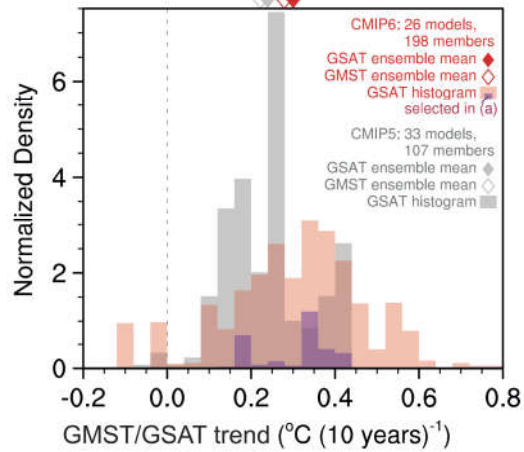 CMIP6: 26 models,
198 members
GSAT ensemble mean
GMST ensemble mean
GSAT histogram
selected in (a)
CMIP5: 33 models,
107 members
GSAT ensemble mean
GMST ensemble mean
GSAT histogram
Normalized Density
6
4
2
0
-0.2 0.0 0.2 0.4 0.6 0.8
GMST/GSAT trend (°C (10 years)⁻¹)